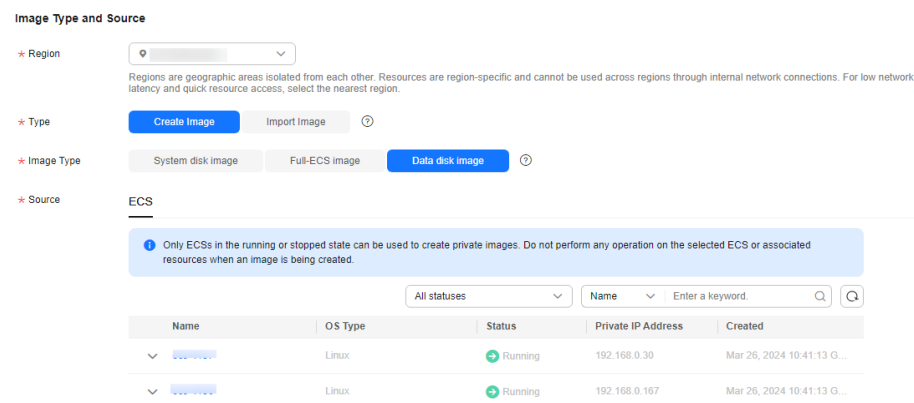 Image Type and Source
* Region
Regions are geographic areas isolated from each other. Resources are region-specific and cannot be used across regions through internal network connections. For low network
latency and quick resource access, select the nearest region.
* Type Create Image Import Image ?
* Image Type System disk image Full-ECS image Data disk image ?
* Source ECS
Only ECSs in the running or stopped state can be used to create private images. Do not perform any operation on the selected ECS or associated
resources when an image is being created.
All statuses Name Enter a keyword.
Name OS Type Status Private IP Address Created
Linux Running 192.168.0.30 Mar 26, 2024 10:41:13 G...
Linux Running 192.168.0.167 Mar 26, 2024 10:41:13 G...